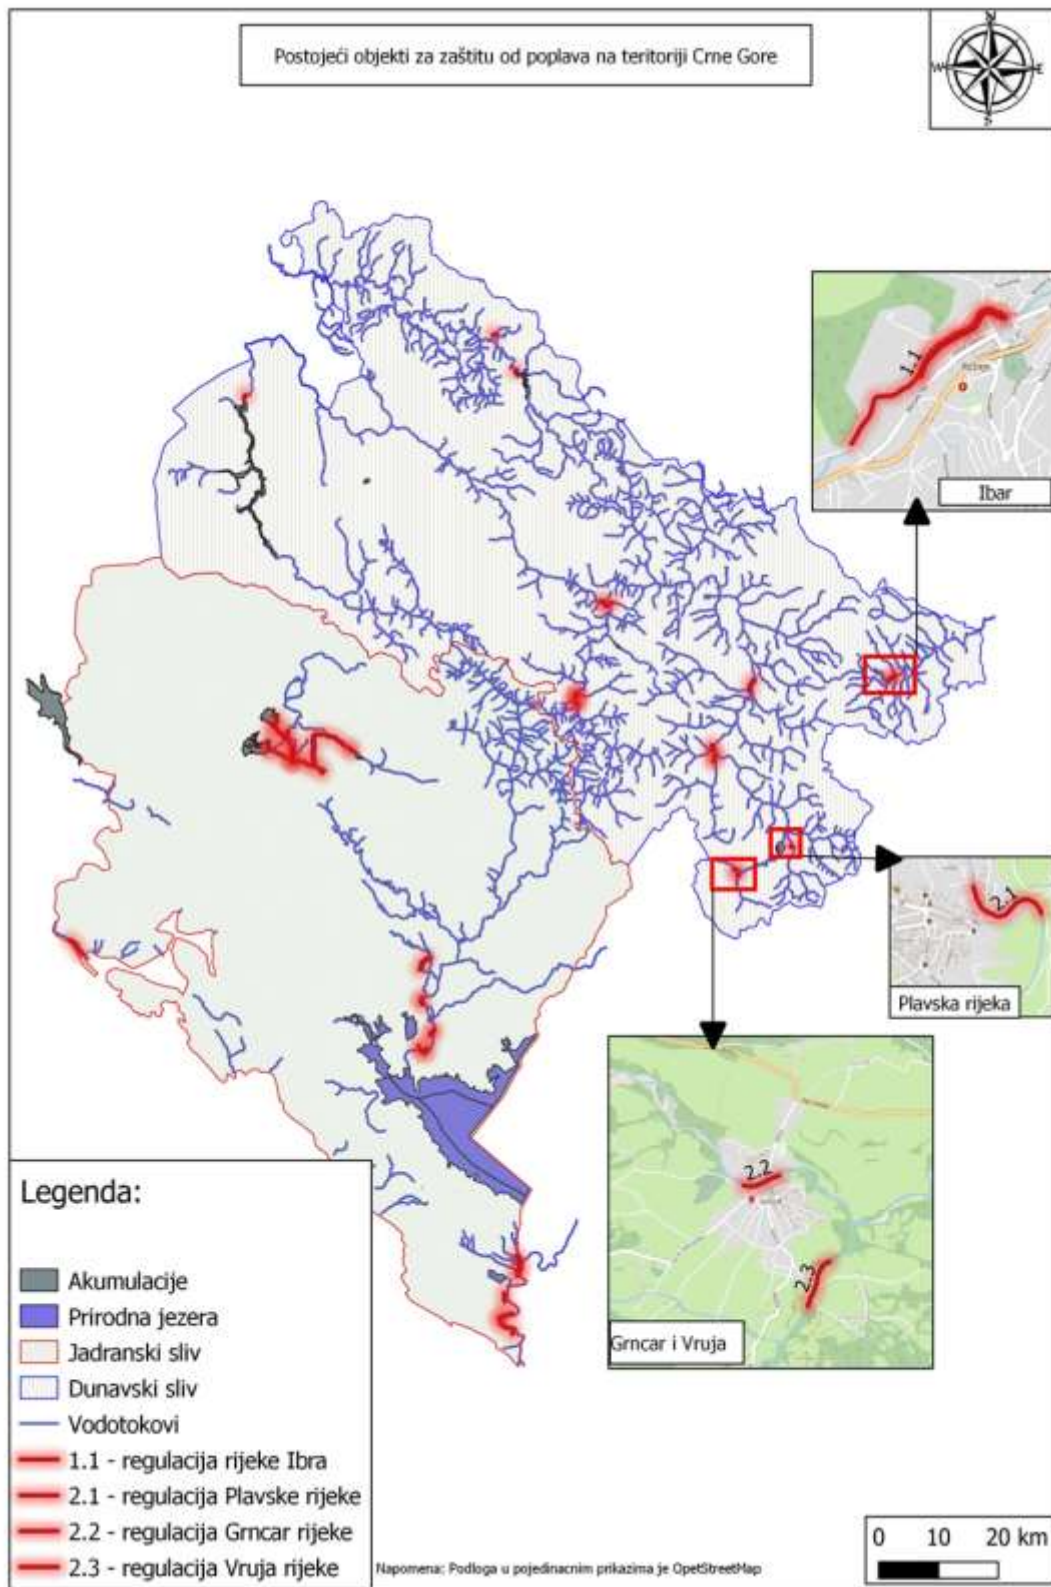 Postojeći objekti za zaštitu od poplava na teritoriji Crne Gore
N
W
E
S
1.1
Ibar
2.1
Plavska rijeka
2.2
2.3
Grncar i Vruja
Legenda:
Akumulacije
Prirodna jezera
Jadranski sliv
Dunavski sliv
Vodotokovi
1.1 - regulacija rijeke Ibra
2.1 - regulacija Plavske rijeke
2.2 - regulacija Grncar rijeke
2.3 - regulacija Vruja rijeke
Napomena: Podloga u pojedinacnim prikazima je OpetStreetMap
0 10 20 km